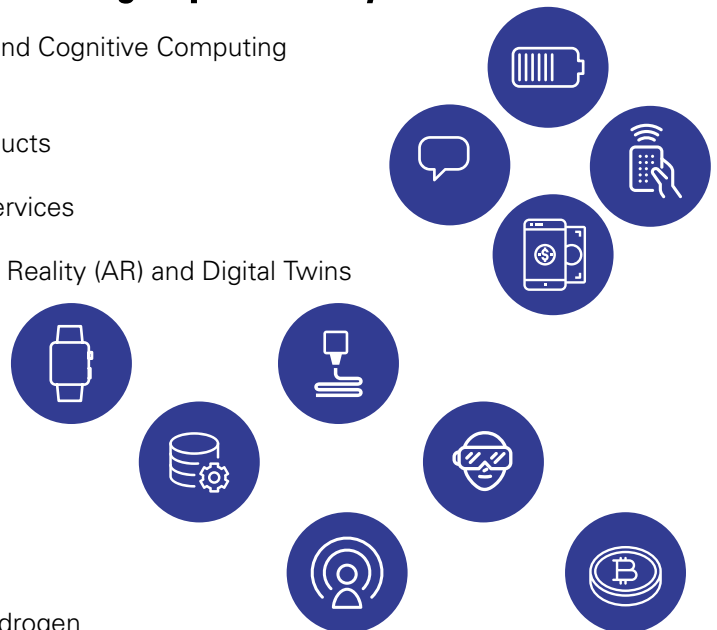 nd Cognitive Computing
ucts
ervices
Reality (AR) and Digital Twins
drogen